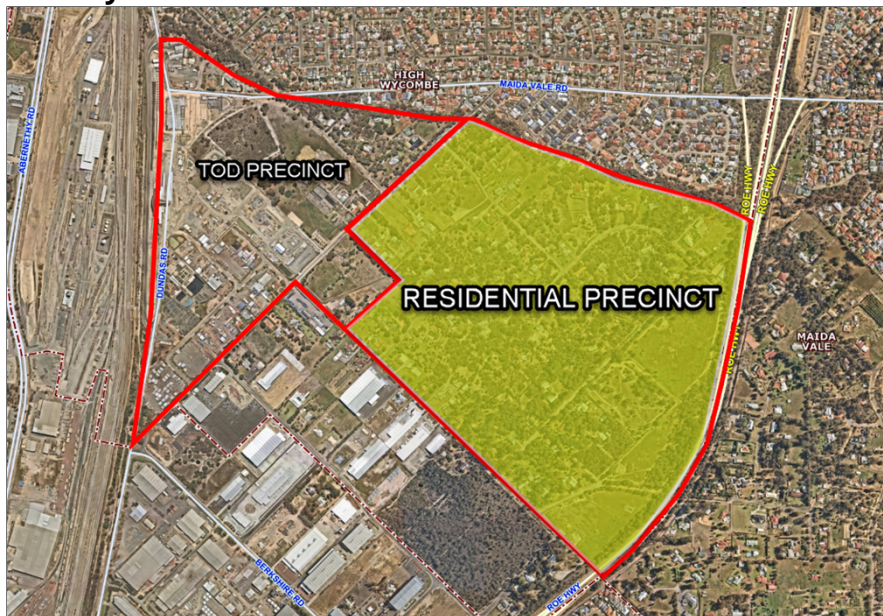 HIGH
WYCOMBE
MAIDA VALE RD
ABERNETHY RD
TOD PRECINCT
ROE HWY
ROE HWY
DUNDAS RD
RESIDENTIAL PRECINCT
ROE HWY
MAIDA
VALE
BERKSHIRE RD
ROE HWY